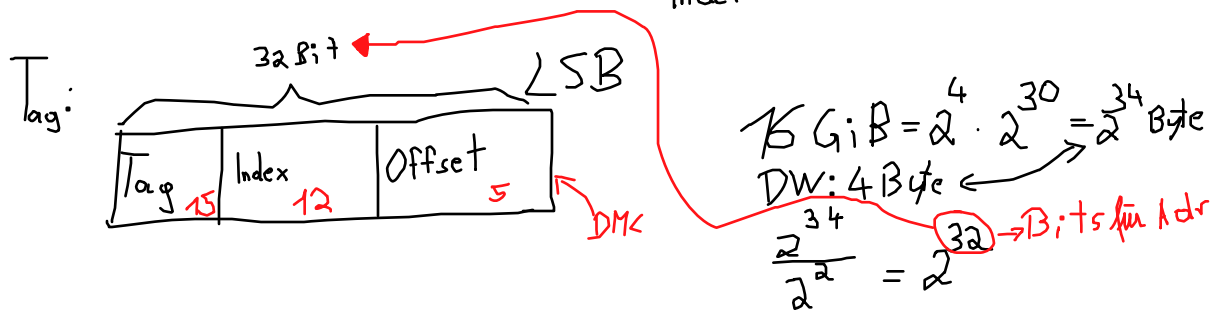 32 Bit
LSB
Tag:
Tag 15 Index 12 Offset 5
DMC
16 GiB = 2^4 · 2^30 = 2^34 Byte
DW: 4 Byte
2^34 / 2^2 = 2^32 → Bits für Adr